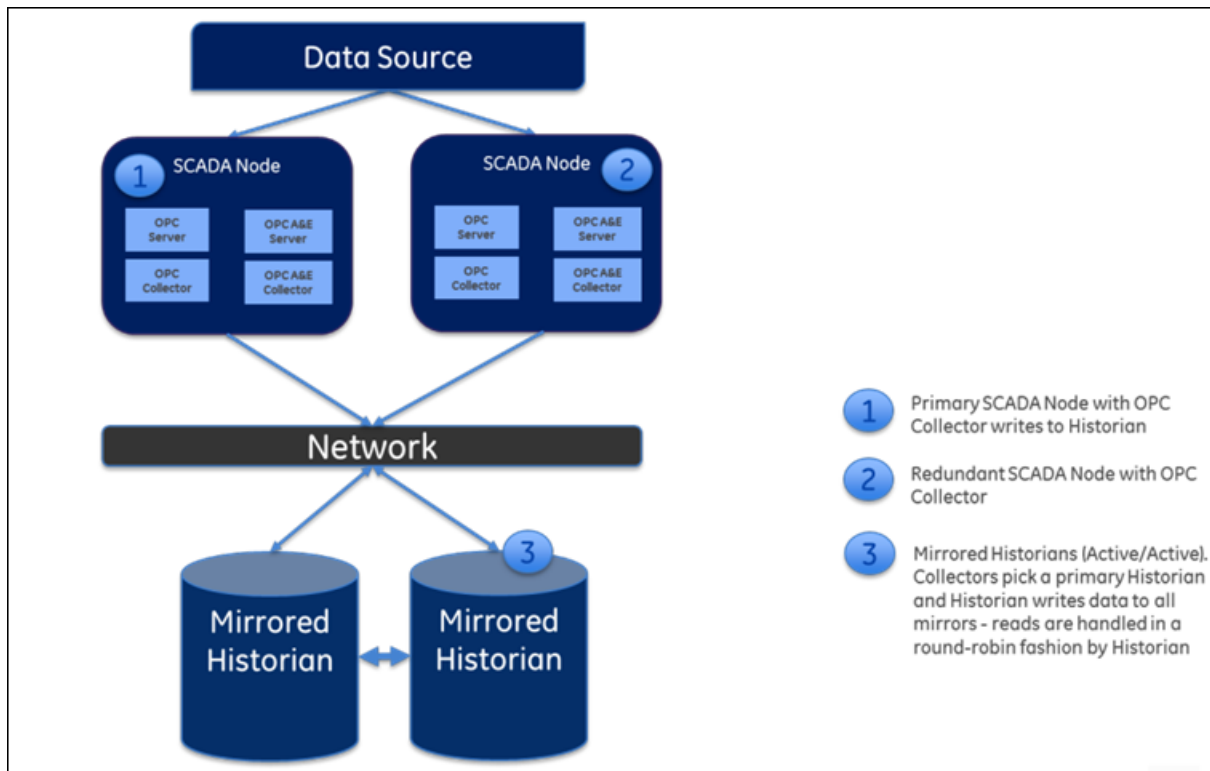 Data Source
1
SCADA Node
OPC
Server
OPC A&E
Server
OPC
Collector
OPC A&E
Collector
SCADA Node
2
OPC
Server
OPC A&E
Server
OPC
Collector
OPC A&E
Collector
Network
Mirrored
Historian
3
Mirrored
Historian
1
Primary SCADA Node with OPC
Collector writes to Historian
2
Redundant SCADA Node with OPC
Collector
3
Mirrored Historians (Active/Active).
Collectors pick a primary Historian
and Historian writes data to all
mirrors - reads are handled in a
round-robin fashion by Historian